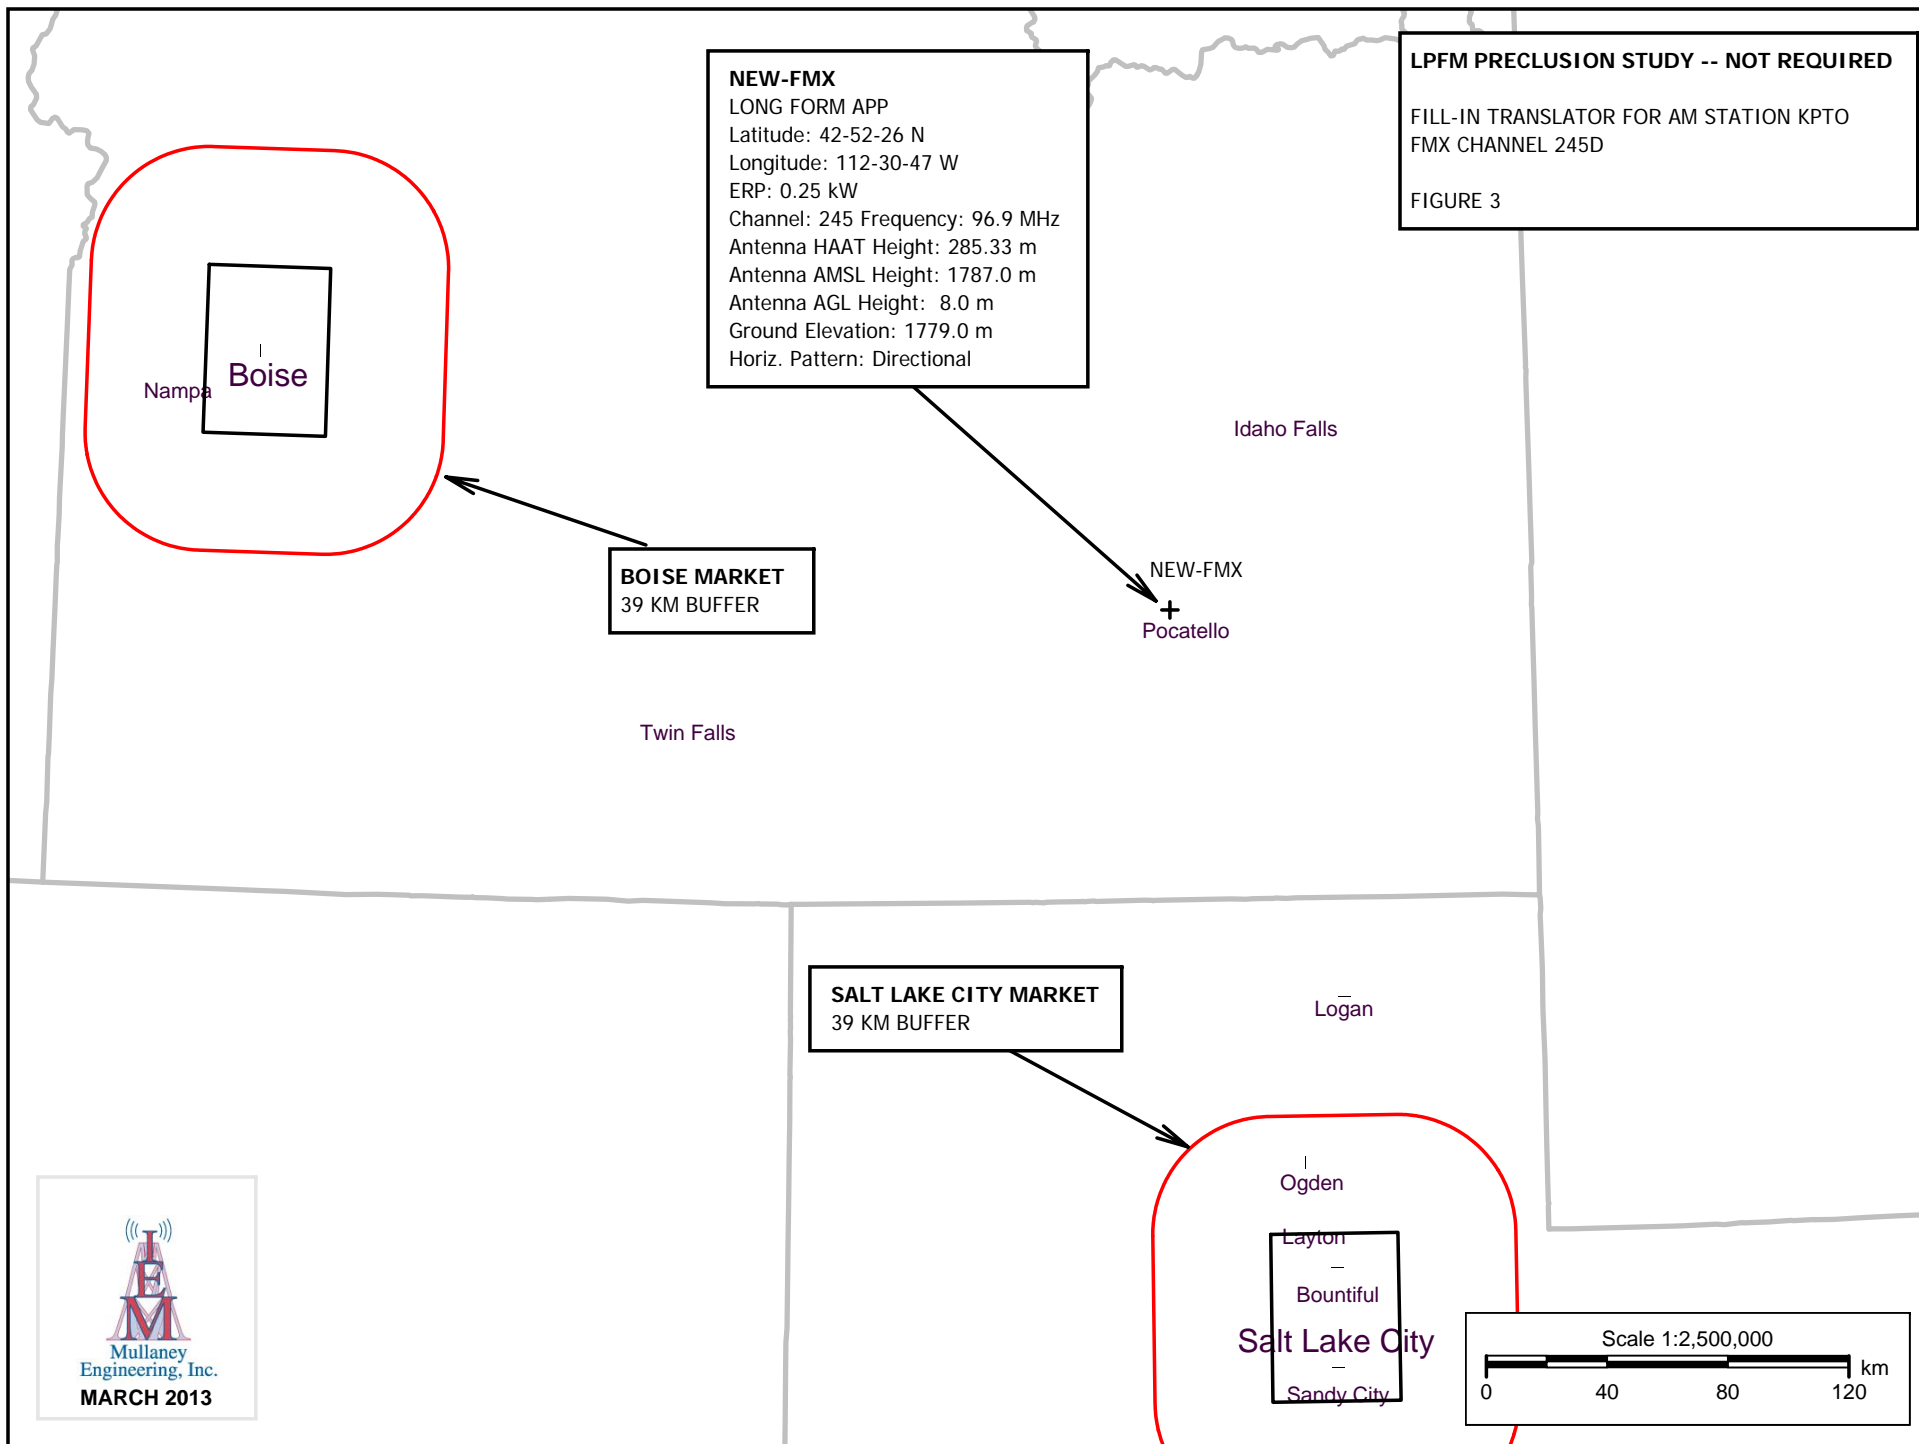 NEW-FMX
LONG FORM APP
Latitude: 42-52-26 N
Longitude: 112-30-47 W
ERP: 0.25 kW
Channel: 245 Frequency: 96.9 MHz
Antenna HAAT Height: 285.33 m
Antenna AMSL Height: 1787.0 m
Antenna AGL Height: 8.0 m
Ground Elevation: 1779.0 m
Horiz. Pattern: Directional
LPFM PRECLUSION STUDY -- NOT REQUIRED
FILL-IN TRANSLATOR FOR AM STATION KPTO
FMX CHANNEL 245D
FIGURE 3
Boise
Nampa
Idaho Falls
BOISE MARKET
39 KM BUFFER
NEW-FMX
Pocatello
Twin Falls
SALT LAKE CITY MARKET
39 KM BUFFER
Logan
Ogden
Layton
Bountiful
Salt Lake City
Sandy City
IEM
Mullaney
Engineering, Inc.
MARCH 2013
Scale 1:2,500,000
km
0 40 80 120